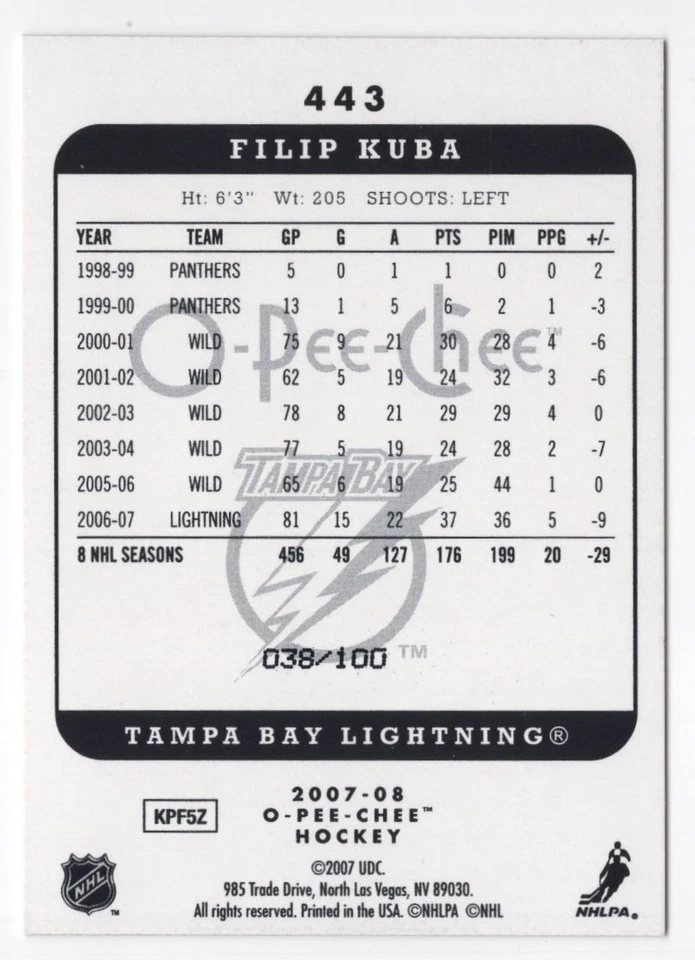 443
FILIP KUBA
Ht: 6'3" Wt: 205 SHOOTS: LEFT
YEAR TEAM GP G A PTS PIM PPG +/-
1998-99 PANTHERS 5 0 1 1 0 0 2
1999-00 PANTHERS 13 1 5 6 2 1 -3
2000-01 WILD 75 9 21 30 28 4 -6
2001-02 WILD 62 5 19 24 32 3 -6
2002-03 WILD 78 8 21 29 29 4 0
2003-04 WILD 77 5 19 24 28 2 -7
2005-06 WILD 65 6 19 25 44 1 0
2006-07 LIGHTNING 81 15 22 37 36 5 -9
8 NHL SEASONS 456 49 127 176 199 20 -29
O-Pee-Chee™
TAMPA BAY
038/100 TM
TAMPA BAY LIGHTNING®
2007-08
KPF5Z O-PEE-CHEE™
HOCKEY
©2007 UDC.
985 Trade Drive, North Las Vegas, NV 89030.
All rights reserved. Printed in the USA. ©NHLPA ©NHL
NHL TM
NHLPA®